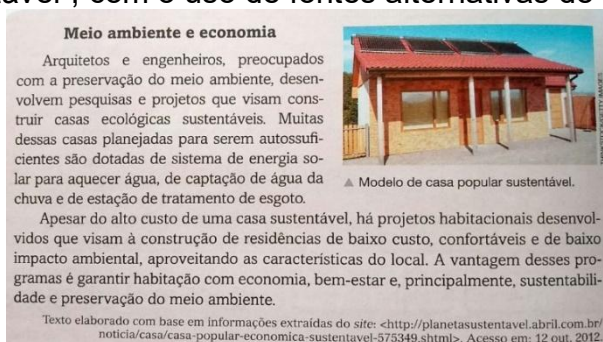 com o uso de fontes alternativas de
Meio ambiente e economia
Arquitetos e engenheiros, preocupados
com a preservação do meio ambiente, desen-
volvem pesquisas e projetos que visam cons-
truir casas ecológicas sustentáveis. Muitas
dessas casas planejadas para serem autossufi-
cientes são dotadas de sistema de energia so-
lar para aquecer água, de captação de água da
chuva e de estação de tratamento de esgoto.
▲ Modelo de casa popular sustentável.
Apesar do alto custo de uma casa sustentável, há projetos habitacionais desenvol-
vidos que visam à construção de residências de baixo custo, confortáveis e de baixo
impacto ambiental, aproveitando as características do local. A vantagem desses pro-
gramas é garantir habitação com economia, bem-estar e, principalmente, sustentabili-
dade e preservação do meio ambiente.
Texto elaborado com base em informações extraídas do site: <http://planetasustentavel.abril.com.br/
noticia/casa/casa-popular-economica-sustentavel-575349.shtml>. Acesso em: 12 out. 2012.